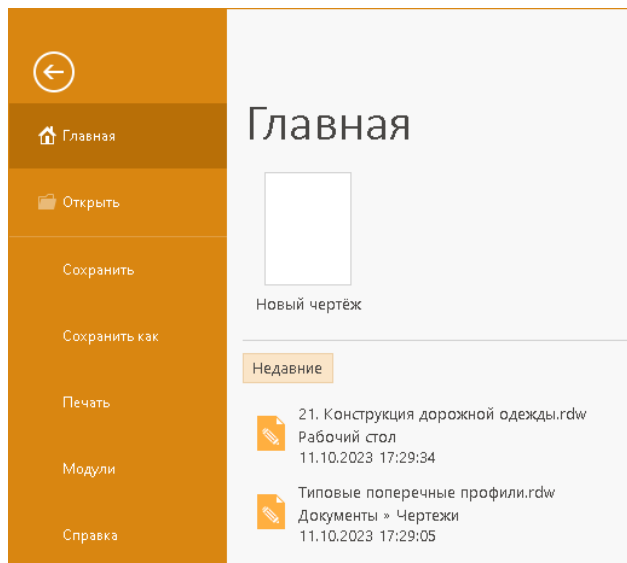 Главная
Открыть
Сохранить
Сохранить как
Печать
Модули
Справка
Главная
Новый чертёж
Недавние
21. Конструкция дорожной одежды.rdw
Рабочий стол
11.10.2023 17:29:34
Типовые поперечные профили.rdw
Документы » Чертежи
11.10.2023 17:29:05